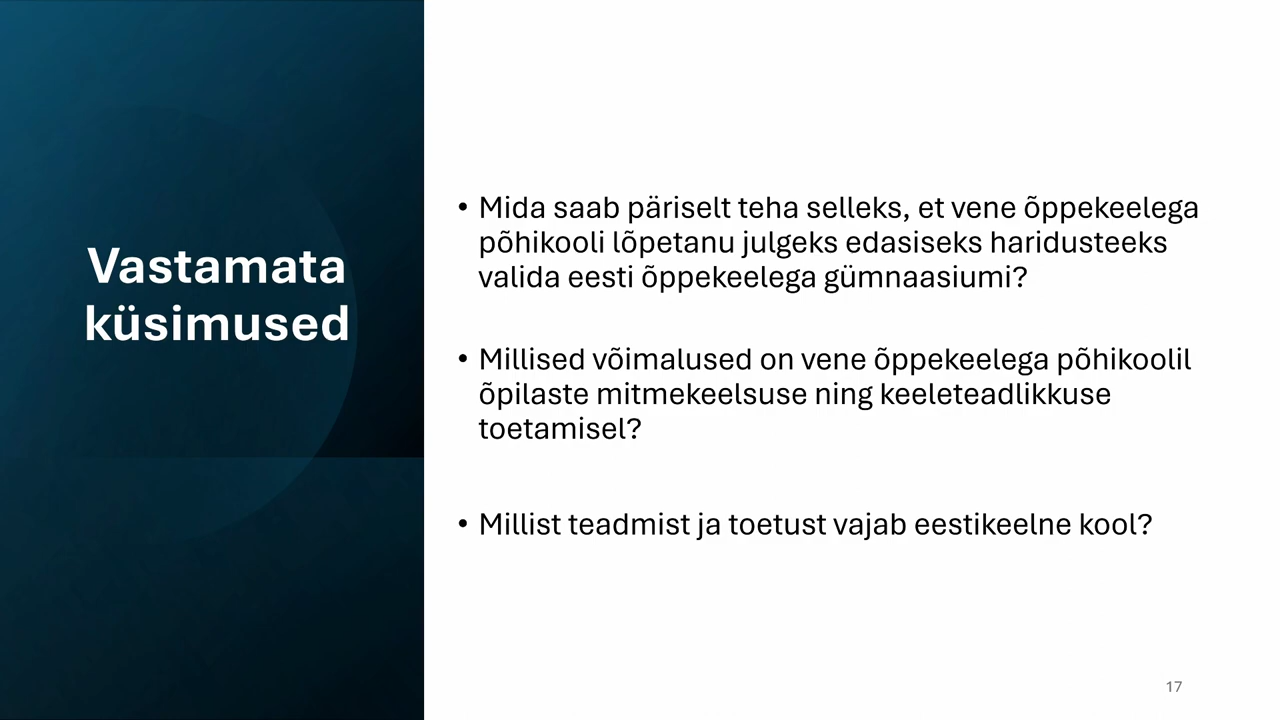 Vastamata
küsimused
• Mida saab päriselt teha selleks, et vene õppekeelega
põhikooli lõpetanu julgeks edasiseks haridusteeks
valida eesti õppekeelega gümnaasiumi?
• Millised võimalused on vene õppekeelega põhikoolil
õpilaste mitmekeelsuse ning keeleteadlikkuse
toetamisel?
• Millist teadmist ja toetust vajab eestikeelne kool?
17